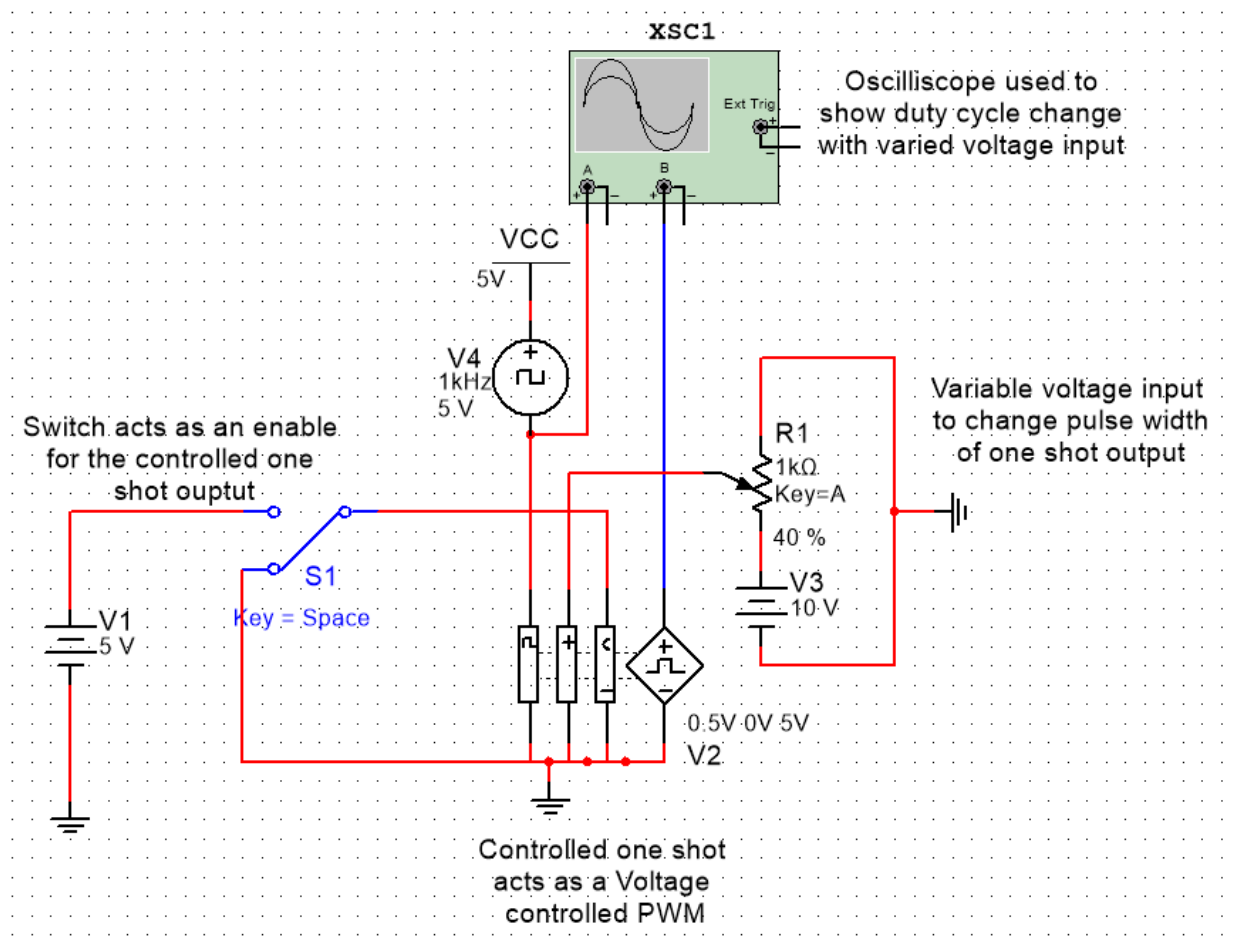 XSC1
Oscilliscope used to
show duty cycle change
with varied voltage input
Ext Trig
+
_
A
B
+
_
+
_
VCC
5V
V4
1kHz
5 V
+
Switch acts as an enable
for the controlled one
shot ouptut
S1
Key = Space
V1
5 V
Variable voltage input
to change pulse width
of one shot output
R1
1kΩ
Key=A
40 %
V3
10 V
+
+
0.5V 0V 5V
V2
Controlled one shot
acts as a Voltage
controlled PWM